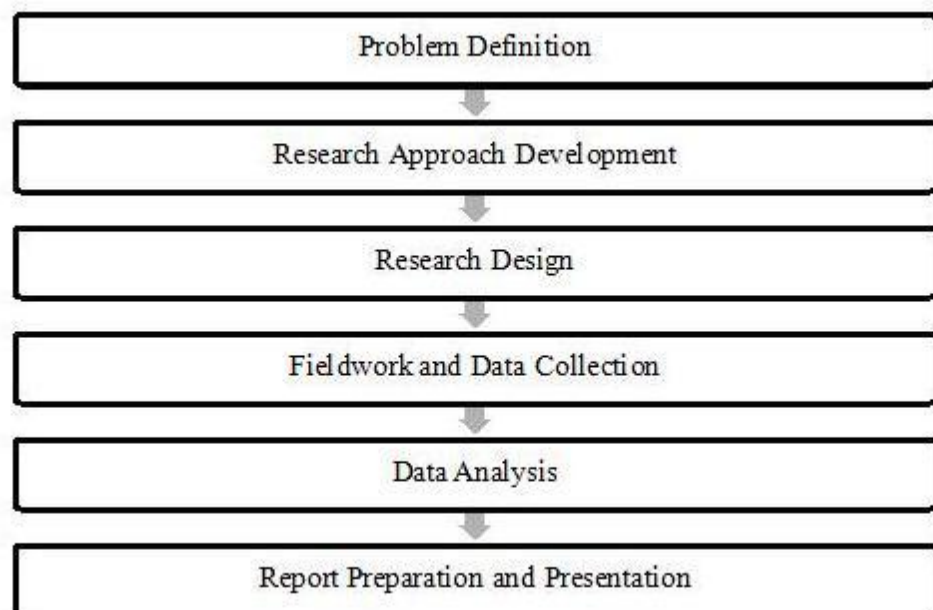 Problem Definition
Research Approach Development
Research Design
Fieldwork and Data Collection
Data Analysis
Report Preparation and Presentation